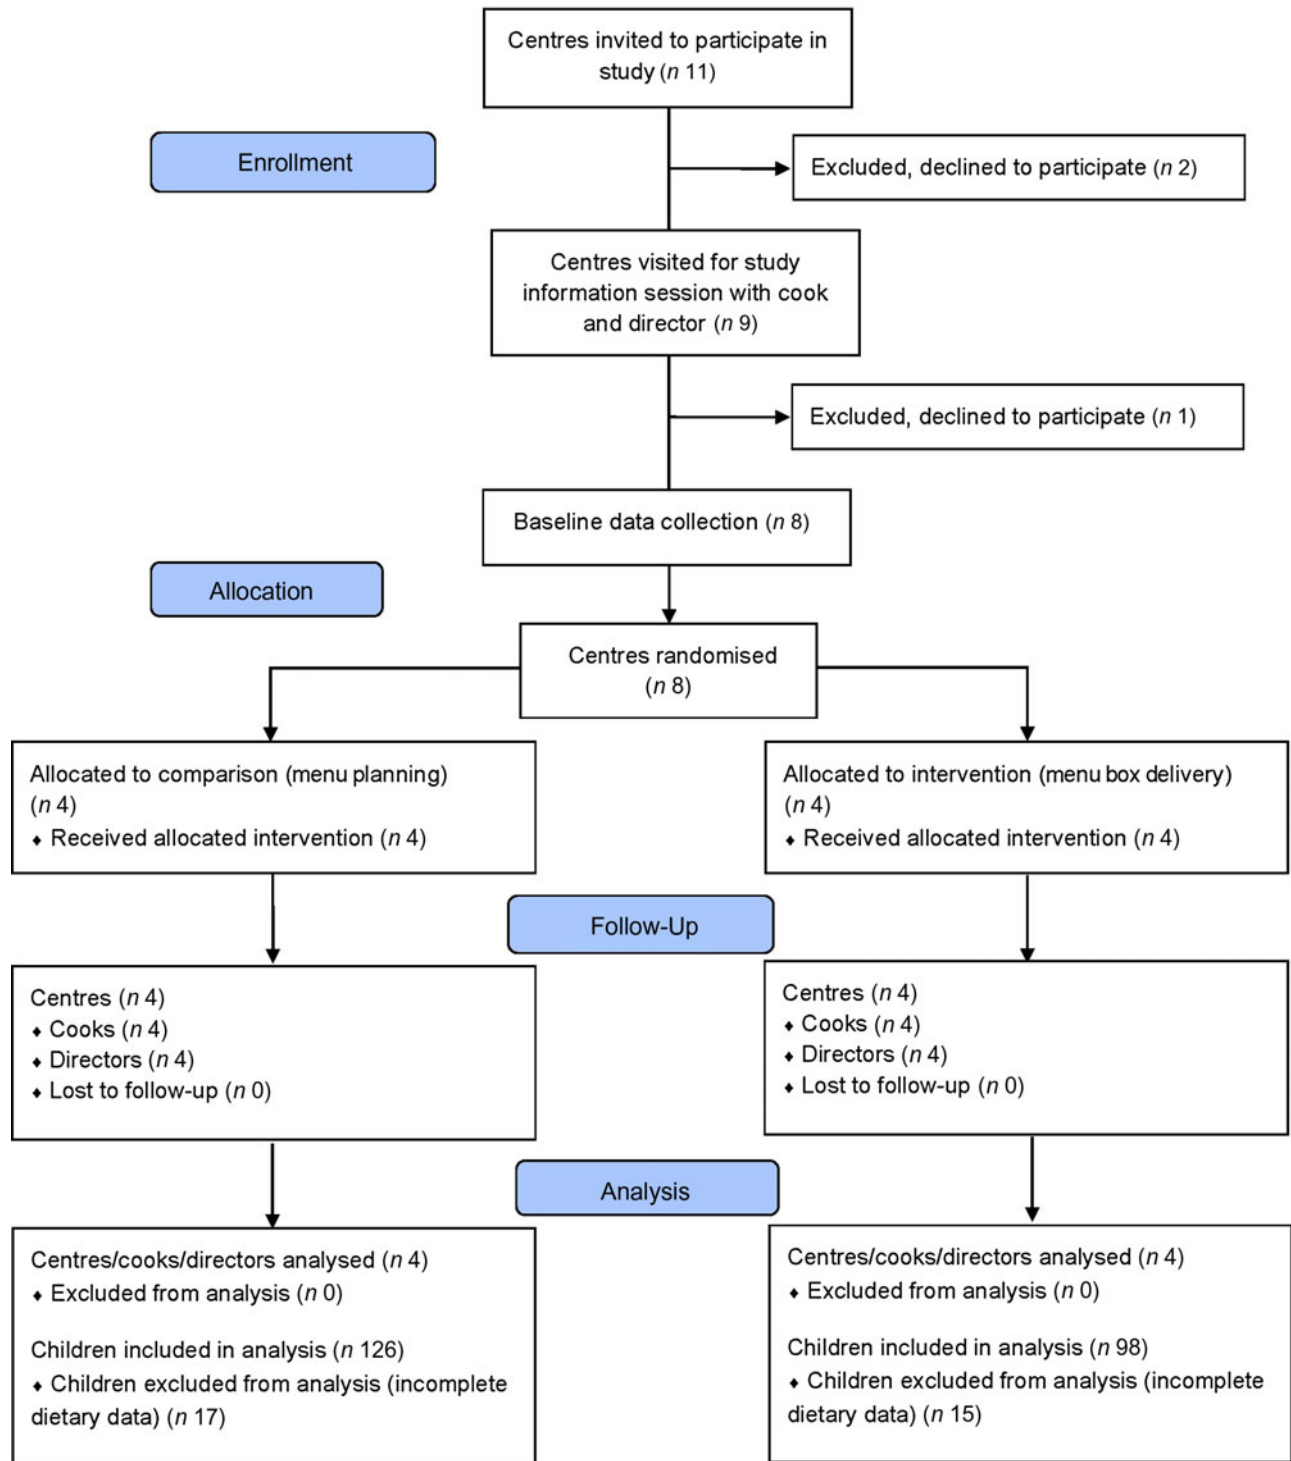 Centres invited to participate in
study (n 11)
Enrollment
Excluded, declined to participate (n 2)
Centres visited for study
information session with cook
and director (n 9)
Excluded, declined to participate (n 1)
Baseline data collection (n 8)
Allocation
Centres randomised
(n 8)
Allocated to comparison (menu planning)
(n 4)
♦ Received allocated intervention (n 4)
Allocated to intervention (menu box delivery)
(n 4)
♦ Received allocated intervention (n 4)
Follow-Up
Centres (n 4)
♦ Cooks (n 4)
♦ Directors (n 4)
♦ Lost to follow-up (n 0)
Centres (n 4)
♦ Cooks (n 4)
♦ Directors (n 4)
♦ Lost to follow-up (n 0)
Analysis
Centres/cooks/directors analysed (n 4)
♦ Excluded from analysis (n 0)
Children included in analysis (n 126)
♦ Children excluded from analysis (incomplete
dietary data) (n 17)
Centres/cooks/directors analysed (n 4)
♦ Excluded from analysis (n 0)
Children included in analysis (n 98)
♦ Children excluded from analysis (incomplete
dietary data) (n 15)